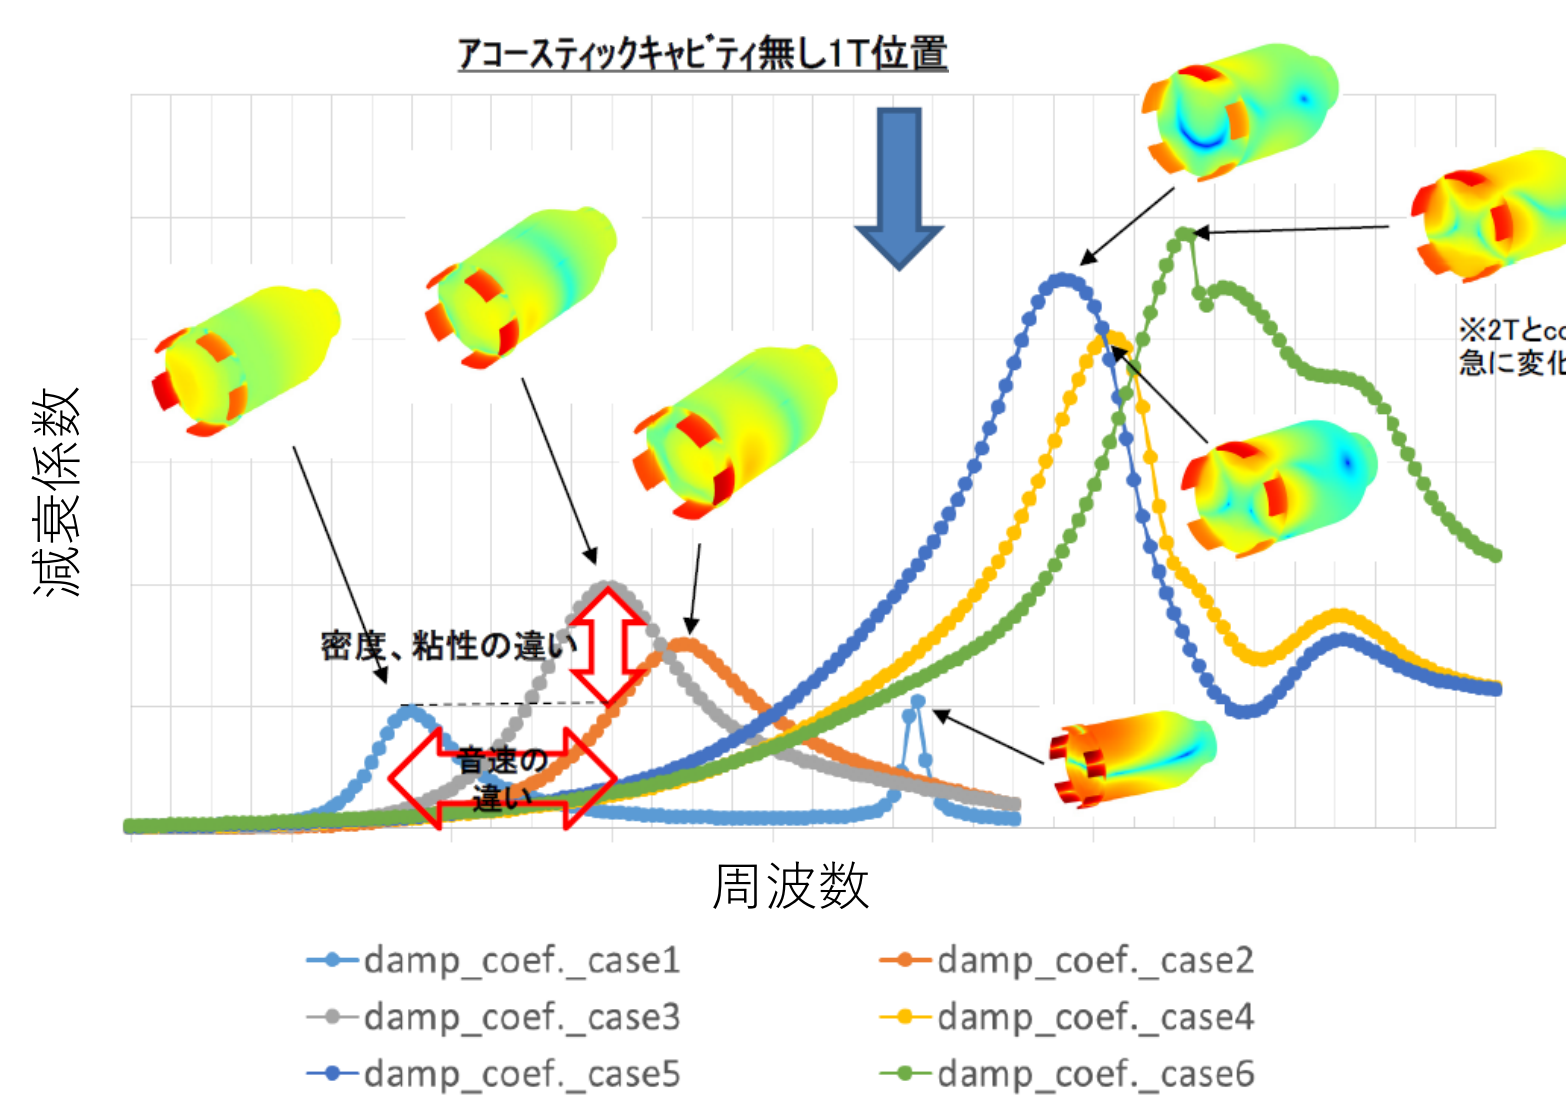 アコースティックキャビティ無し1T位置
※2Tとcc
急に変化
減衰係数
密度、粘性の違い
音速の
違い
周波数
damp_coef._case1
damp_coef._case2
damp_coef._case3
damp_coef._case4
damp_coef._case5
damp_coef._case6